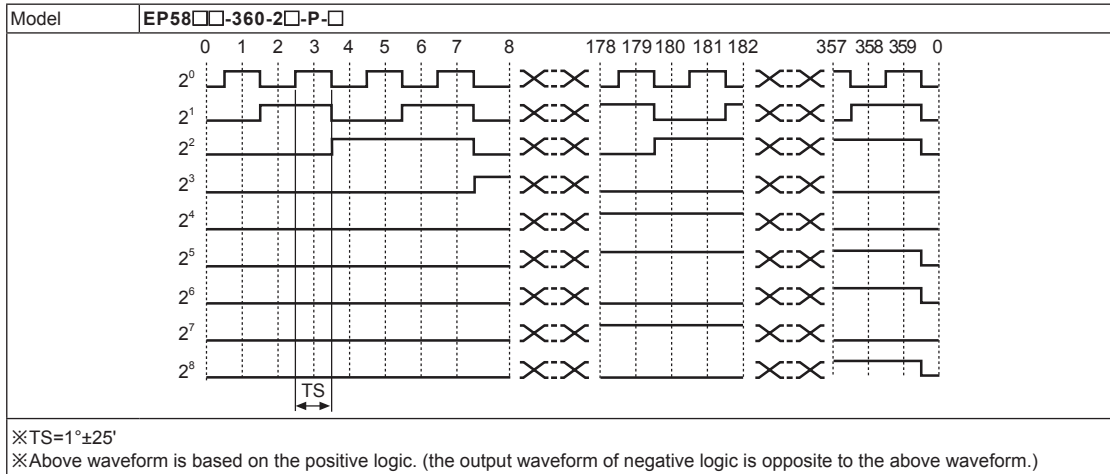 Model EP58□□-360-2□-P-□
0 1 2 3 4 5 6 7 8 178 179 180 181 182 357 358 359 0
2⁰
2¹
2²
2³
2⁴
2⁵
2⁶
2⁷
2⁸
TS
※TS=1°±25'
※Above waveform is based on the positive logic. (the output waveform of negative logic is opposite to the above waveform.)